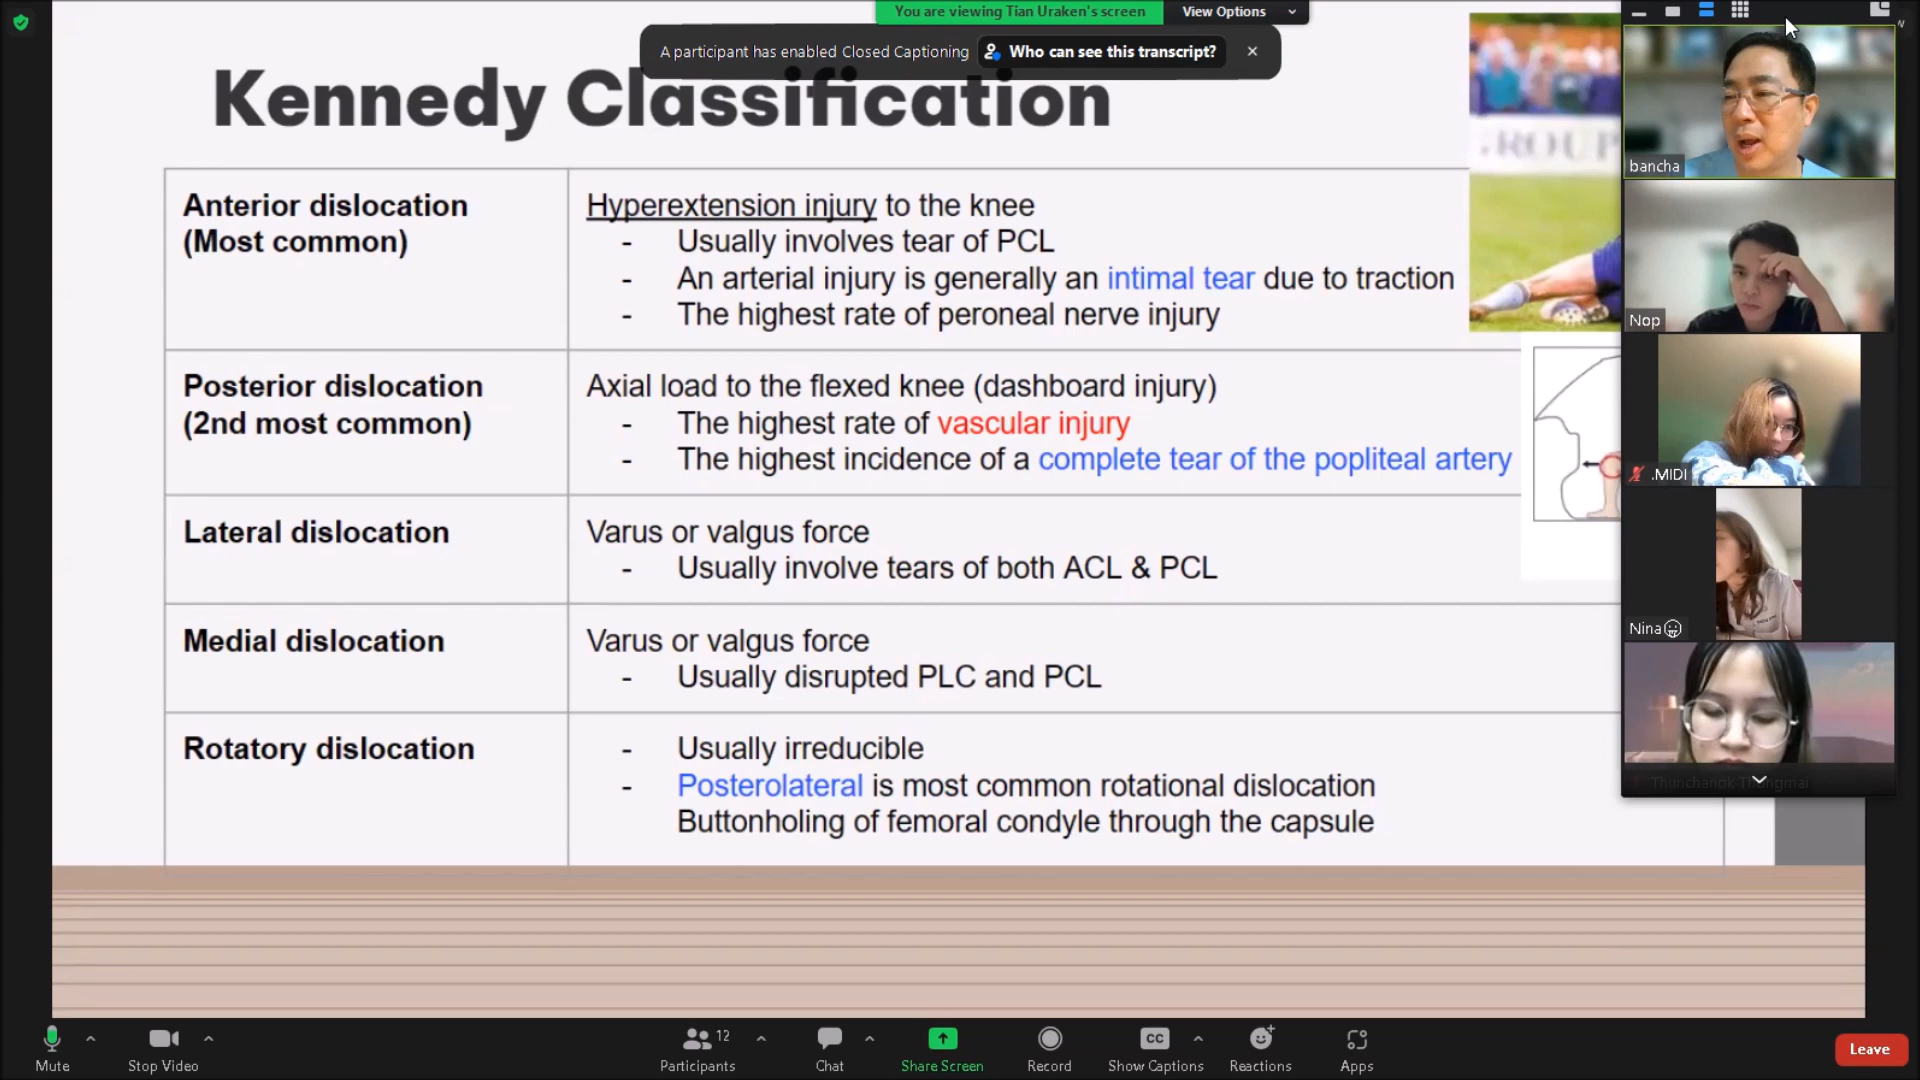 You are viewing Tian Uraken's screen
View Options
A participant has enabled Closed Captioning
Who can see this transcript?
Kennedy Classification
Anterior dislocation
(Most common)
Hyperextension injury to the knee
- Usually involves tear of PCL
- An arterial injury is generally an intimal tear due to traction
- The highest rate of peroneal nerve injury
Posterior dislocation
(2nd most common)
Axial load to the flexed knee (dashboard injury)
- The highest rate of vascular injury
- The highest incidence of a complete tear of the popliteal artery
Lateral dislocation
Varus or valgus force
- Usually involve tears of both ACL & PCL
Medial dislocation
Varus or valgus force
- Usually disrupted PLC and PCL
Rotatory dislocation
- Usually irreducible
- Posterolateral is most common rotational dislocation
Buttonholing of femoral condyle through the capsule
ROUP
bancha
Nop
.MIDI
Nina
Mute
Stop Video
Participants
12
Chat
Share Screen
Record
CC
Show Captions
Reactions
Apps
Leave